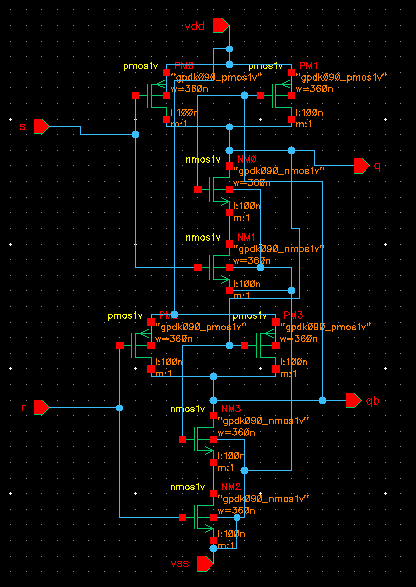 vdd
pmos1v PM0 pmos1v PM1
"gpdk090_pmos1v" "gpdk090_pmos1v"
w=360n w=360n
s l:100n l:100n
m:1 m:1
nmos1v NM0 q
"gpdk090_nmos1v"
w=360n
l:100n
m:1
nmos1v NM1
"gpdk090_nmos1v"
w=360n
l:100n
m:1
pmos1v pmos1v PM3
"gpdk090_pmos1v" "gpdk090_pmos1v"
w=360n w=360n
l:100n l:100n
m:1 m:1
r nmos1v NM3 qb
"gpdk090_nmos1v"
w=360n
l:100n
m:1
nmos1v NM2
"gpdk090_nmos1v"
w=360n
l:100n
m:1
vss